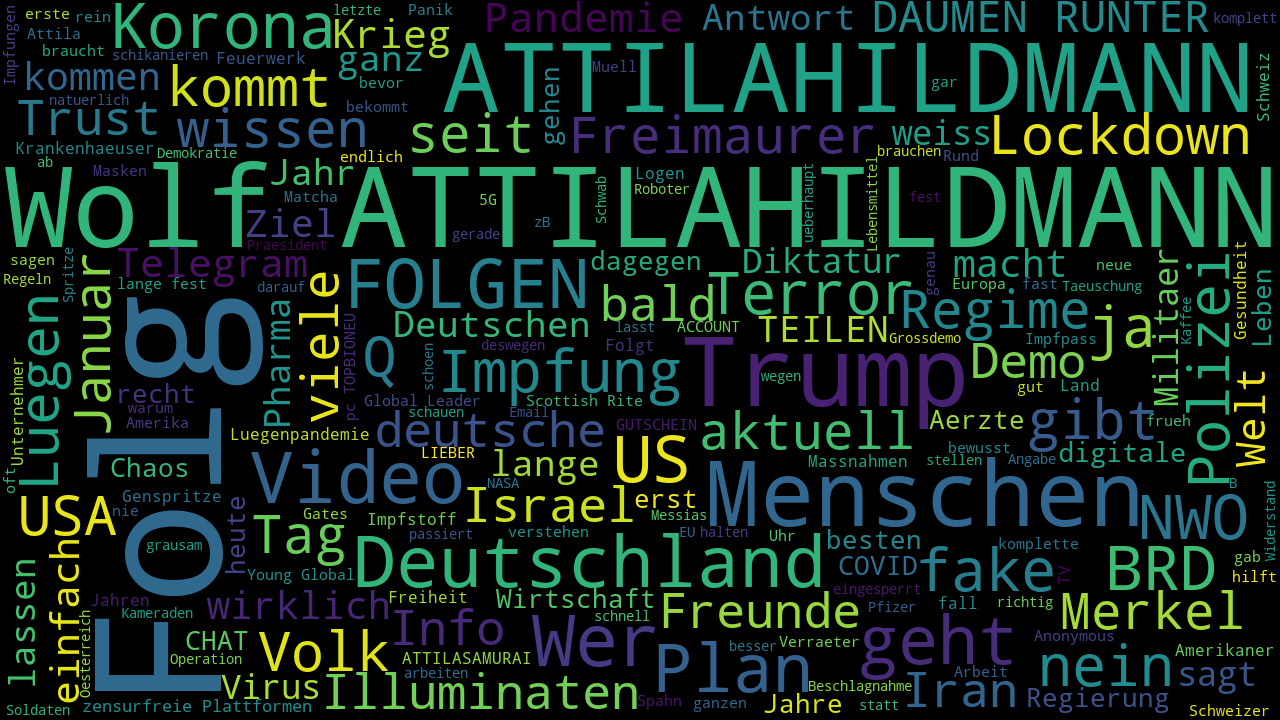 erste rein
Korona
letzte Panik
Krieg
Pandemie
Antwort
DAUMEN RUNTER
komplett
Impfungen
Attila
braucht
schikanieren Feuerwerk
ganz
ATTILAHILDMANN
Muell
gar
Schweiz
kommen
kommt
bevor
gehen
natuerlich
bekommt
Trust
wissen
seit
Freimaurer
weiss
Lockdown
Krankenhaeuser
Demokratie
endlich
brauchen
Rund
ab
Masken
Jahr
Wolf
ATTILAHILDMANN
Matcha
Logen
Roboter
5G
Schwab
zB
ueberhaupt
Lebensmittel
fest
Ziel
gerade
Praesident
sagen
Regeln
Spritze
Telegram
lange fest
darauf
viele
FOLGEN
dagegen
Diktatur
genau
macht
neue
Europa
fast
Taeuschung
Militaer
Kaffee
Polizei
Gesundheit
Leben
Luegen
Januar
Folg
Pharma
bald
Terror
Regime
ja
Deutschen
lasst
ACCOUNT
TEILEN
Grossdemo
Impfpass
pc TOPBIONEU
Q
deswegen
Folgt
schoen
Impfung
Trump
wegen
Demo
gut
Land
Unternehmer
recht
warum
Amerika
Global Leader
Scottish Rite
schauen
Email
GUTSCHEIN
Aerzte
gibt
frueh
Welt
Luegenpandemie
deutsche
LIEBER
US
aktuell
bewusst
Chaos
Video
lange
NASA
Massnahmen
stellen
Angabe
digitale
oft
Genspritze
nie
Gates
Israel
erst
Menschen
B
NWO
Widerstand
USA
heute
Tag
Impfstoff
passiert
verstehen
Messias
EU
halten
Uhr
besten
komplette
grausam
Young Global
Deutschland
COVID
fake
TV
BRD
gab
hilft
lassen
einfach
Jahren
Kameraden
wirklich
Freiheit
Wirtschaft
schnell
eingesperrt
Pfizer
fall
richtig
Freunde
Merkel
Oesterreich
CHAT
Operation
Volk
Info
ATTILASAMURAI
arbeiten
Wer
Plan
besser
Verraeter
geht
Anonymous
Amerikaner
Arbeit
nein
sagt
Soldaten
zensurfreie Plattformen
Virus
Illuminaten
Spahn
ganzen
Beschlagnahme
Jahre
statt
Iran
Regierung
Schweizer